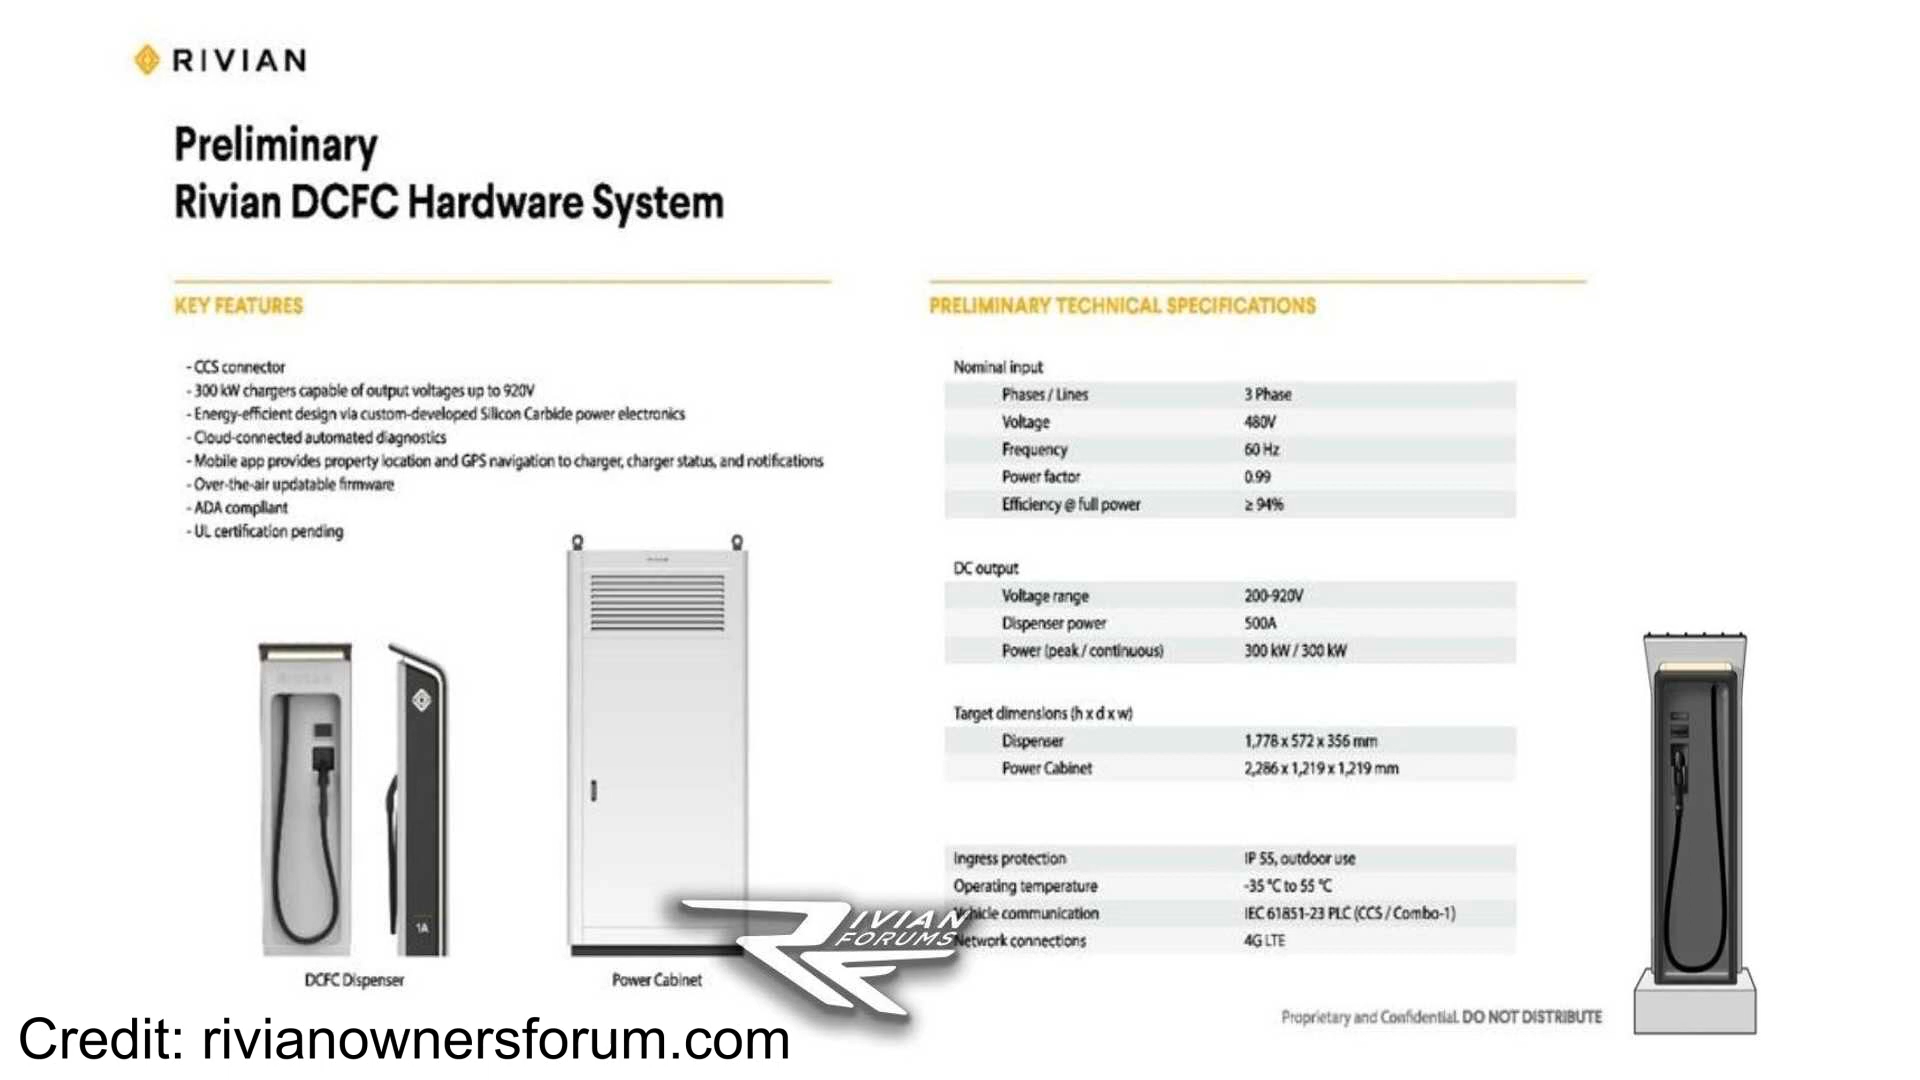 RIVIAN
Preliminary
Rivian DCFC Hardware System
KEY FEATURES
- CCS connector
- 300 kW chargers capable of output voltages up to 920V
- Energy-efficient design via custom-developed Silicon Carbide power electronics
- Cloud-connected automated diagnostics
- Mobile app provides property location and GPS navigation to charger, charger status, and notifications
- Over-the-air updatable firmware
- ADA compliant
- UL certification pending
RIVIAN
1A
DCFC Dispenser
Power Cabinet
PRELIMINARY TECHNICAL SPECIFICATIONS
Nominal input
Phases / Lines 3 Phase
Voltage 480V
Frequency 60 Hz
Power factor 0.99
Efficiency @ full power ≥ 94%
DC output
Voltage range 200-920V
Dispenser power 500A
Power (peak / continuous) 300 kW / 300 kW
Target dimensions (h x d x w)
Dispenser 1,778 x 572 x 356 mm
Power Cabinet 2,286 x 1,219 x 1,219 mm
Ingress protection IP 55, outdoor use
Operating temperature -35 °C to 55 °C
Vehicle communication IEC 61851-23 PLC (CCS / Combo-1)
Network connections 4G LTE
RIVIAN
FORUMS
Proprietary and Confidential. DO NOT DISTRIBUTE
Credit: rivianownersforum.com